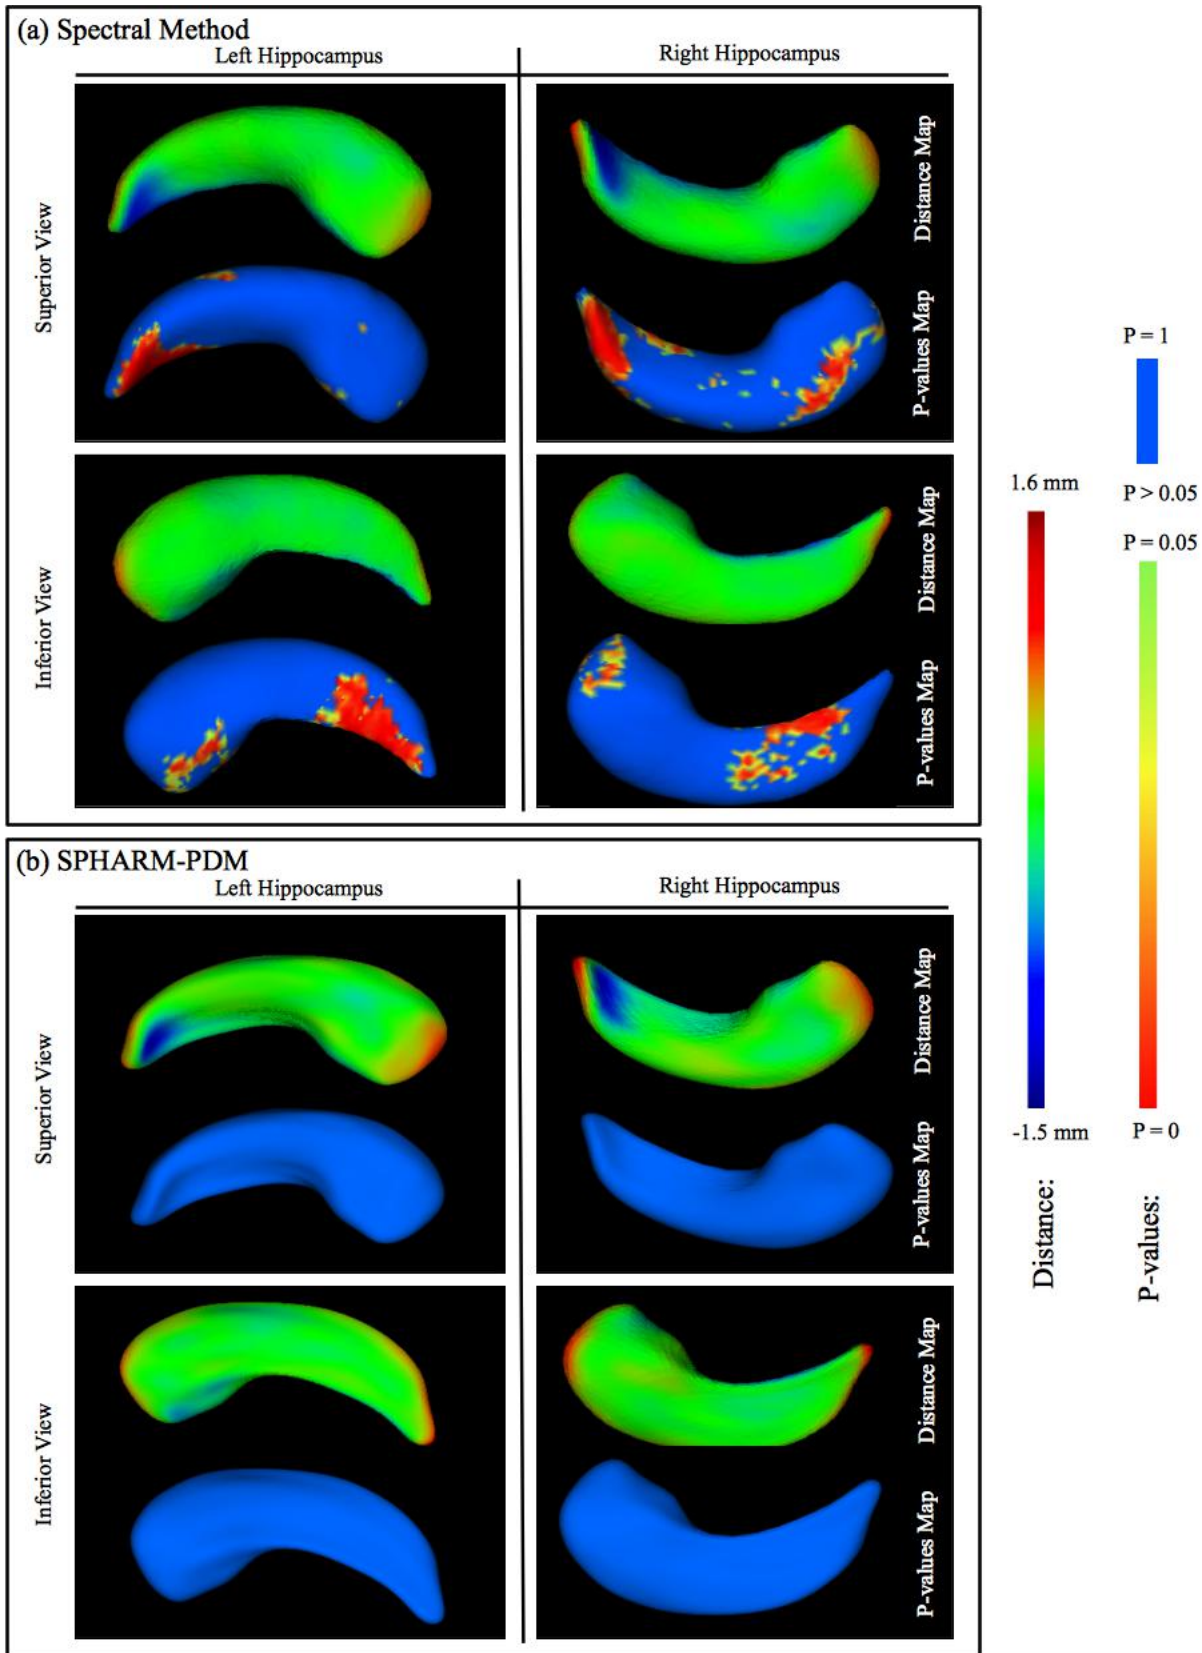 (a) Spectral Method
Left Hippocampus
Right Hippocampus
Superior View
Distance Map
P-values Map
Inferior View
Distance Map
P-values Map
(b) SPHARM-PDM
Left Hippocampus
Right Hippocampus
Superior View
Distance Map
P-values Map
Inferior View
Distance Map
P-values Map
1.6 mm
-1.5 mm
Distance:
P = 1
P > 0.05
P = 0.05
P = 0
P-values: